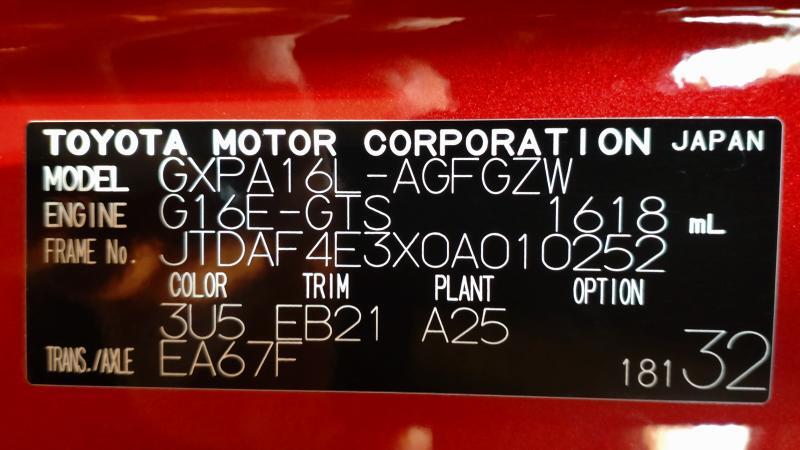 TOYOTA MOTOR CORPORATION JAPAN
MODEL GXPA16L-AGFGZW
ENGINE G16E-GTS 1618 mL
FRAME No. JTDAF4E3X0A010252
COLOR TRIM PLANT OPTION
3U5 EB21 A25
TRANS./AXLE EA67F 181 32